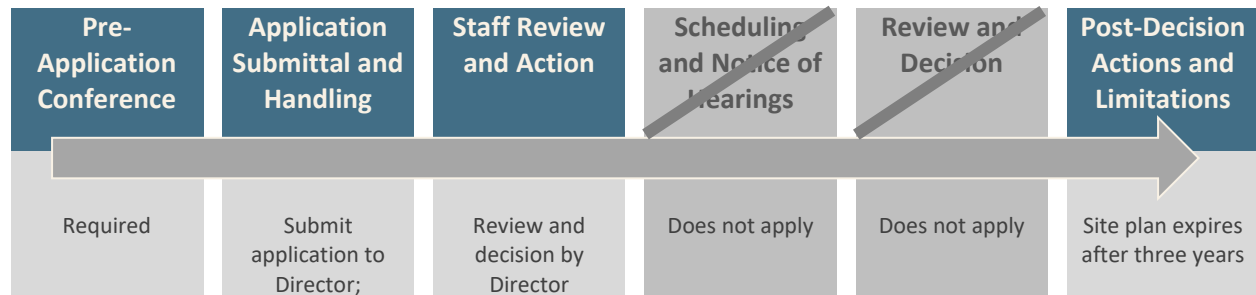 Pre-
Application
Conference
Application
Submittal and
Handling
Staff Review
and Action
Scheduling
and Notice of
Hearings
Review and
Decision
Post-Decision
Actions and
Limitations
Required
Submit
application to
Director;
Review and
decision by
Director
Does not apply
Does not apply
Site plan expires
after three years